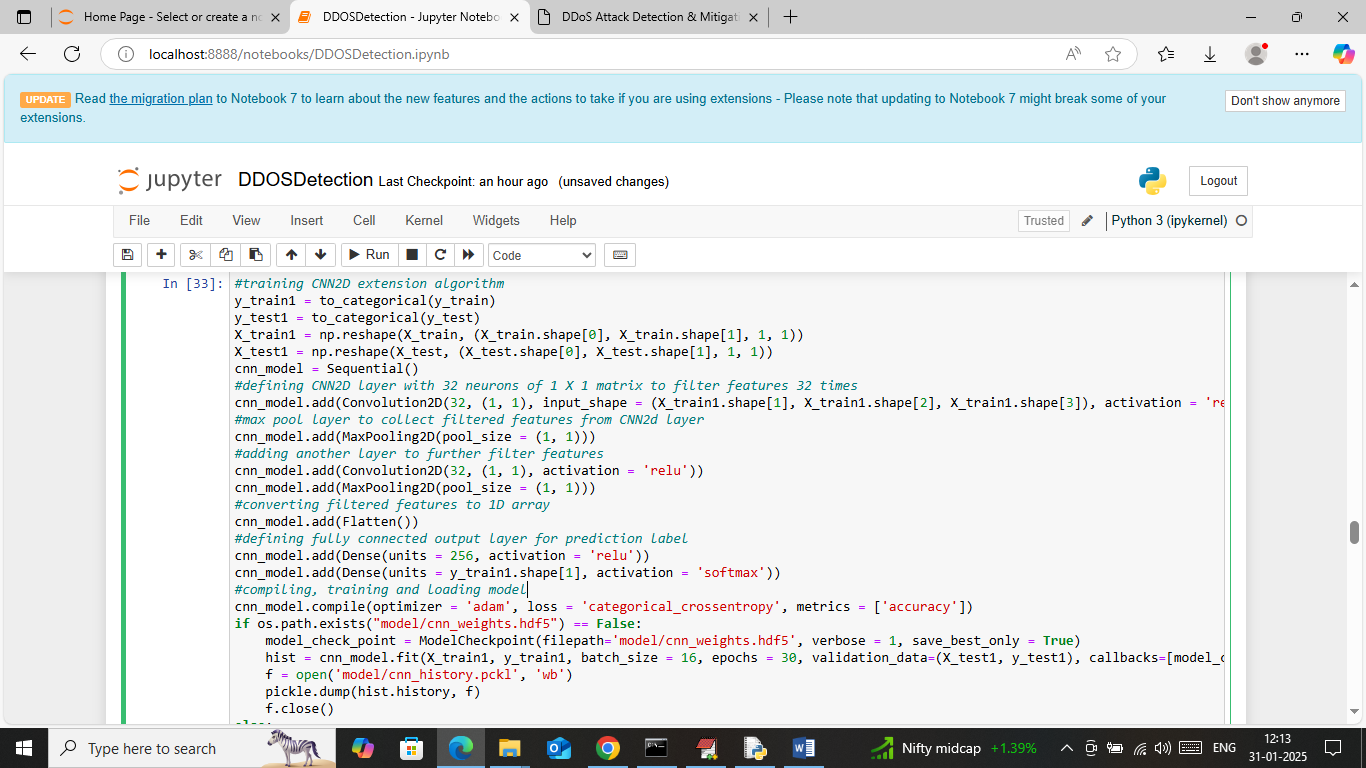 Home Page - Select or create a no
DDOSDetection - Jupyter Notebo
DDoS Attack Detection & Mitigati
localhost:8888/notebooks/DDOSDetection.ipynb
UPDATE Read the migration plan to Notebook 7 to learn about the new features and the actions to take if you are using extensions - Please note that updating to Notebook 7 might break some of your
extensions.
Don't show anymore
jupyter DDOSDetection Last Checkpoint: an hour ago (unsaved changes)
Logout
File Edit View Insert Cell Kernel Widgets Help
Trusted Python 3 (ipykernel)
Run Code
In [33]: #training CNN2D extension algorithm
y_train1 = to_categorical(y_train)
y_test1 = to_categorical(y_test)
X_train1 = np.reshape(X_train, (X_train.shape[0], X_train.shape[1], 1, 1))
X_test1 = np.reshape(X_test, (X_test.shape[0], X_test.shape[1], 1, 1))
cnn_model = Sequential()
#defining CNN2D layer with 32 neurons of 1 X 1 matrix to filter features 32 times
cnn_model.add(Convolution2D(32, (1, 1), input_shape = (X_train1.shape[1], X_train1.shape[2], X_train1.shape[3]), activation = 're
#max pool layer to collect filtered features from CNN2d layer
cnn_model.add(MaxPooling2D(pool_size = (1, 1)))
#adding another layer to further filter features
cnn_model.add(Convolution2D(32, (1, 1), activation = 'relu'))
cnn_model.add(MaxPooling2D(pool_size = (1, 1)))
#converting filtered features to 1D array
cnn_model.add(Flatten())
#defining fully connected output layer for prediction label
cnn_model.add(Dense(units = 256, activation = 'relu'))
cnn_model.add(Dense(units = y_train1.shape[1], activation = 'softmax'))
#compiling, training and loading model
cnn_model.compile(optimizer = 'adam', loss = 'categorical_crossentropy', metrics = ['accuracy'])
if os.path.exists("model/cnn_weights.hdf5") == False:
    model_check_point = ModelCheckpoint(filepath='model/cnn_weights.hdf5', verbose = 1, save_best_only = True)
    hist = cnn_model.fit(X_train1, y_train1, batch_size = 16, epochs = 30, validation_data=(X_test1, y_test1), callbacks=[model_c
    f = open('model/cnn_history.pckl', 'wb')
    pickle.dump(hist.history, f)
    f.close()
else:
Type here to search
Nifty midcap +1.39%
ENG
12:13
31-01-2025